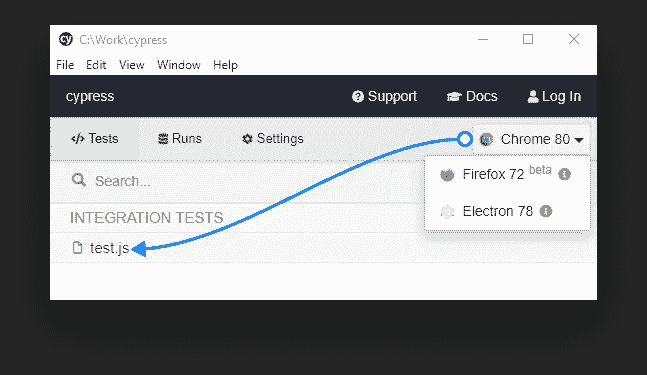 cy C:\Work\cypress
File Edit View Window Help
cypress Support Docs Log In
</> Tests Runs Settings Chrome 80
Search...
Firefox 72 beta
Electron 78
INTEGRATION TESTS
test.js